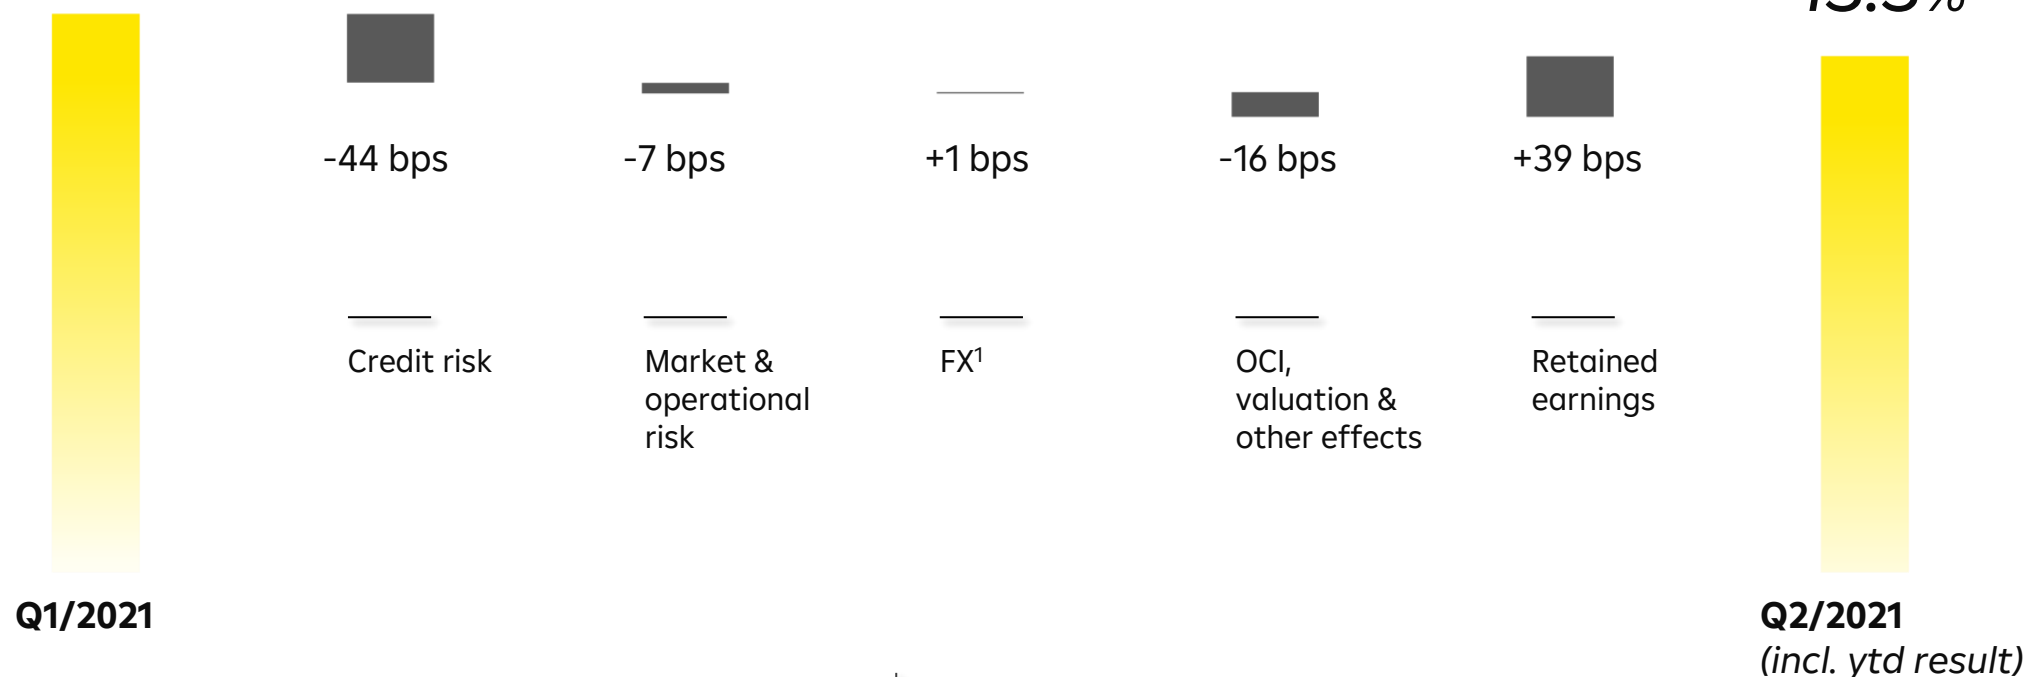 -44 bps
-7 bps
+1 bps
-16 bps
+39 bps
Credit risk
Market &
operational
risk
FX¹
OCI,
valuation &
other effects
Retained
earnings
Q1/2021
Q2/2021
(incl. ytd result)